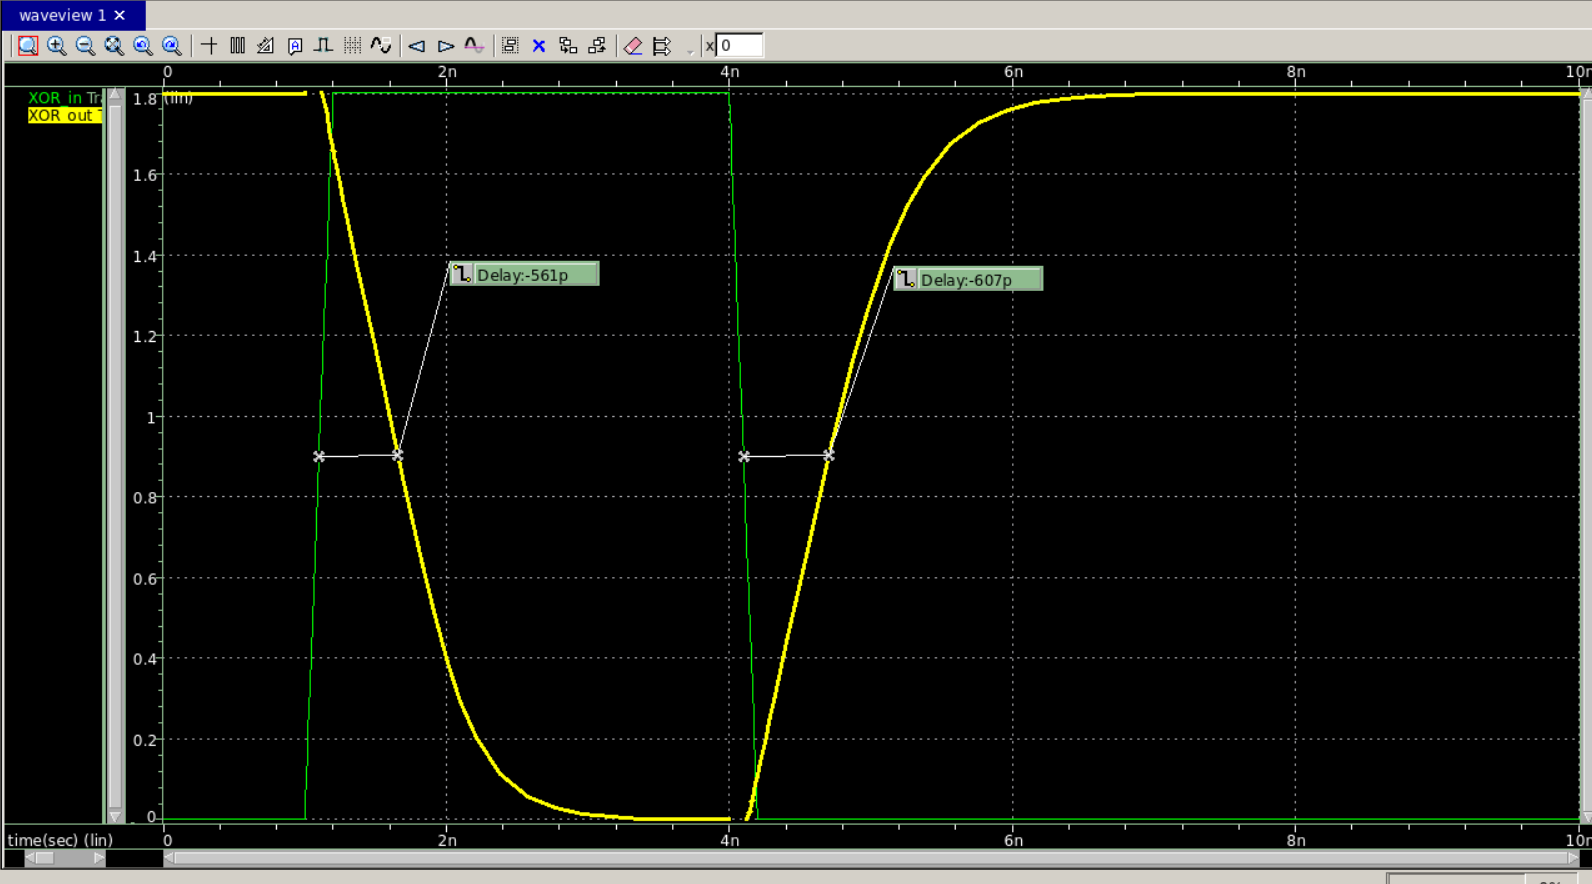 waveview 1 ×
x 0
0 2n 4n 6n 8n 10n
XOR_in Tra
XOR_out T
(lin)
1.8
1.6
1.4
Delay:-561p
Delay:-607p
1.2
1
0.8
0.6
0.4
0.2
0
time(sec) (lin) 0 2n 4n 6n 8n 10n